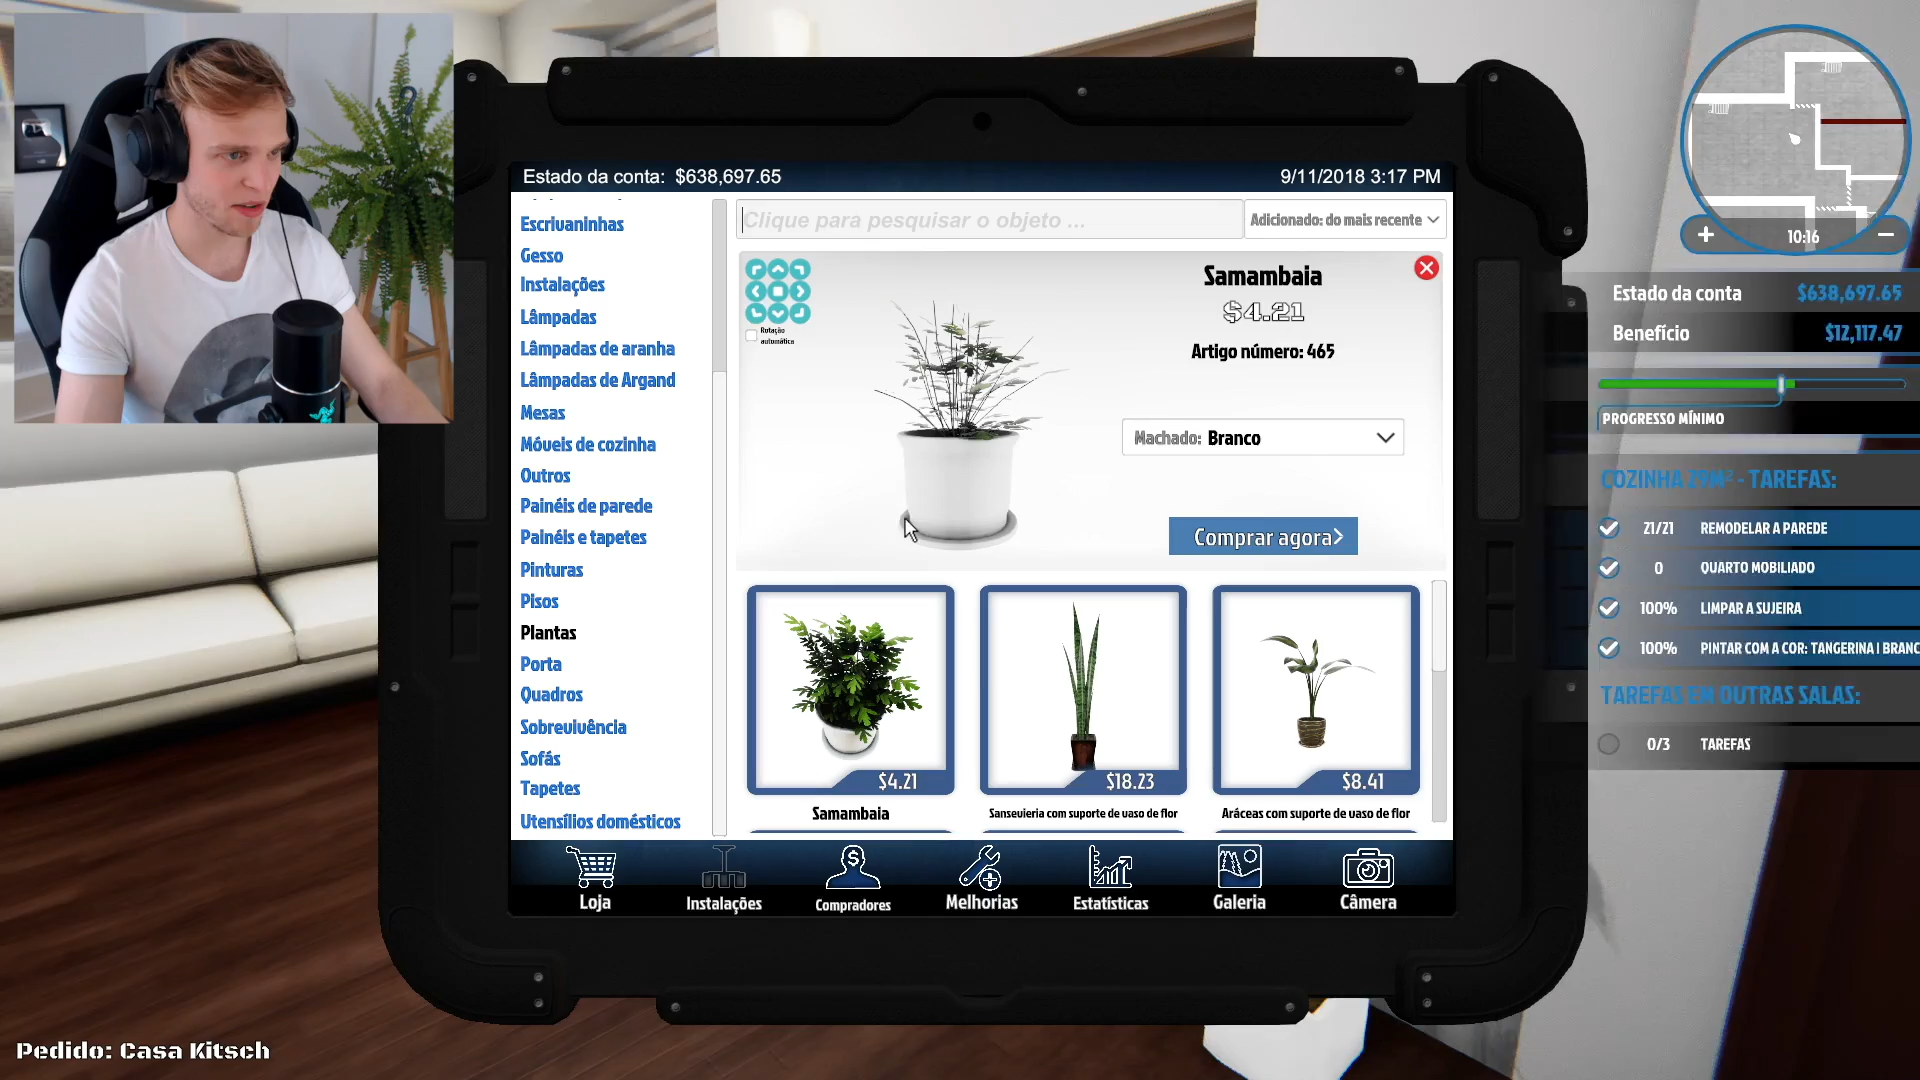 Estado da conta: $638,697.65
9/11/2018 3:17 PM
Escrivaninhas
Gesso
Instalações
Lâmpadas
Lâmpadas de aranha
Lâmpadas de Argand
Mesas
Móveis de cozinha
Outros
Painéis de parede
Painéis e tapetes
Pinturas
Pisos
Plantas
Porta
Quadros
Sobrevivência
Sofás
Tapetes
Utensílios domésticos
Clique para pesquisar o objeto ...
Adicionado: do mais recente
Rotação
automática
Samambaia
$4.21
Artigo número: 465
Machado: Branco
Comprar agora
$4.21
$18.23
$8.41
Samambaia
Sansevieria com suporte de vaso de flor
Aráceas com suporte de vaso de flor
Loja
Instalações
Compradores
Melhorias
Estatísticas
Galeria
Câmera
10:16
Estado da conta $638,697.65
Benefício $12,117.47
PROGRESSO MÍNIMO
COZINHA 29M² - TAREFAS:
21/21 REMODELAR A PAREDE
0 QUARTO MOBILIADO
100% LIMPAR A SUJEIRA
100% PINTAR COM A COR: TANGERINA | BRANC
TAREFAS EM OUTRAS SALAS:
0/3 TAREFAS
Pedido: Casa Kitsch